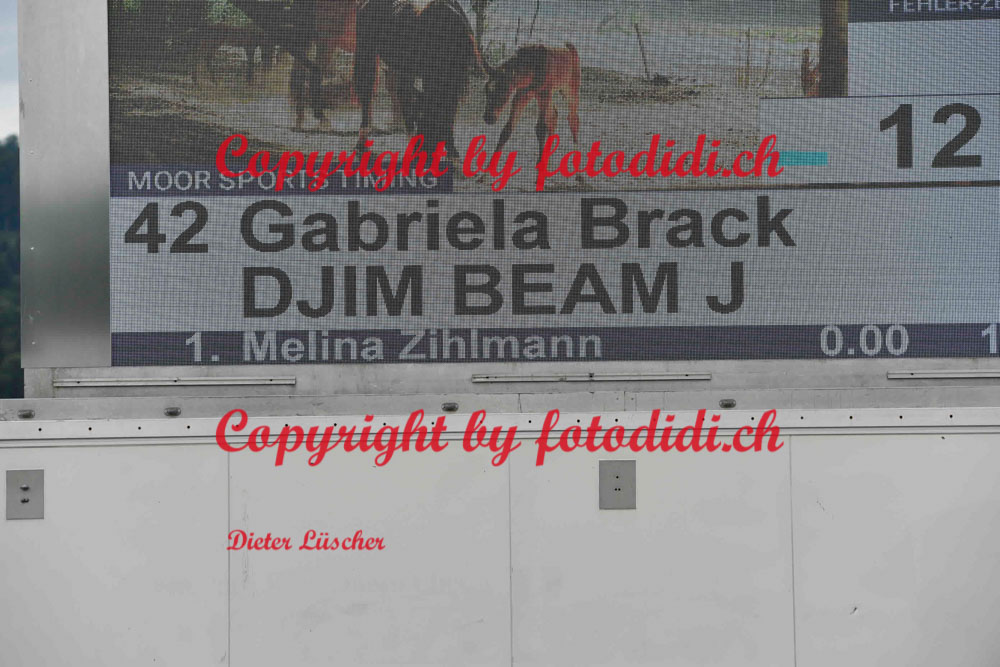 FEHLER-Z
12
Copyright by fotodidi.ch
MOOR SPORTS TIMING
42 Gabriela Brack
DJIM BEAM J
1. Melina Zihlmann 0.00 1
Copyright by fotodidi.ch
Dieter Lüscher